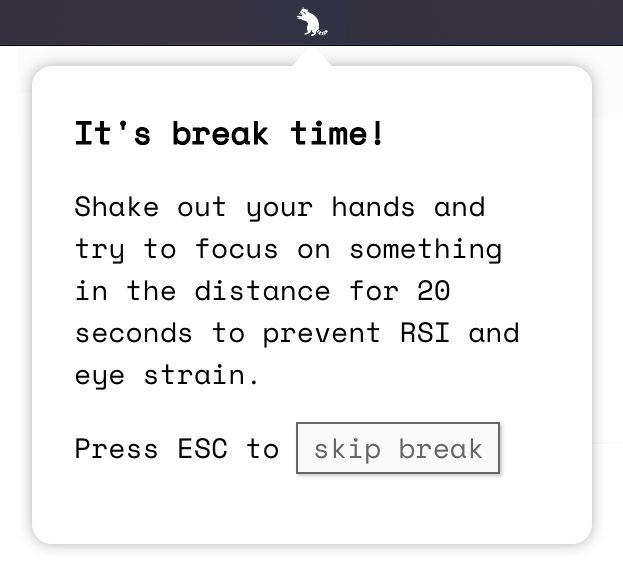 It's break time!
Shake out your hands and
try to focus on something
in the distance for 20
seconds to prevent RSI and
eye strain.
Press ESC to skip break